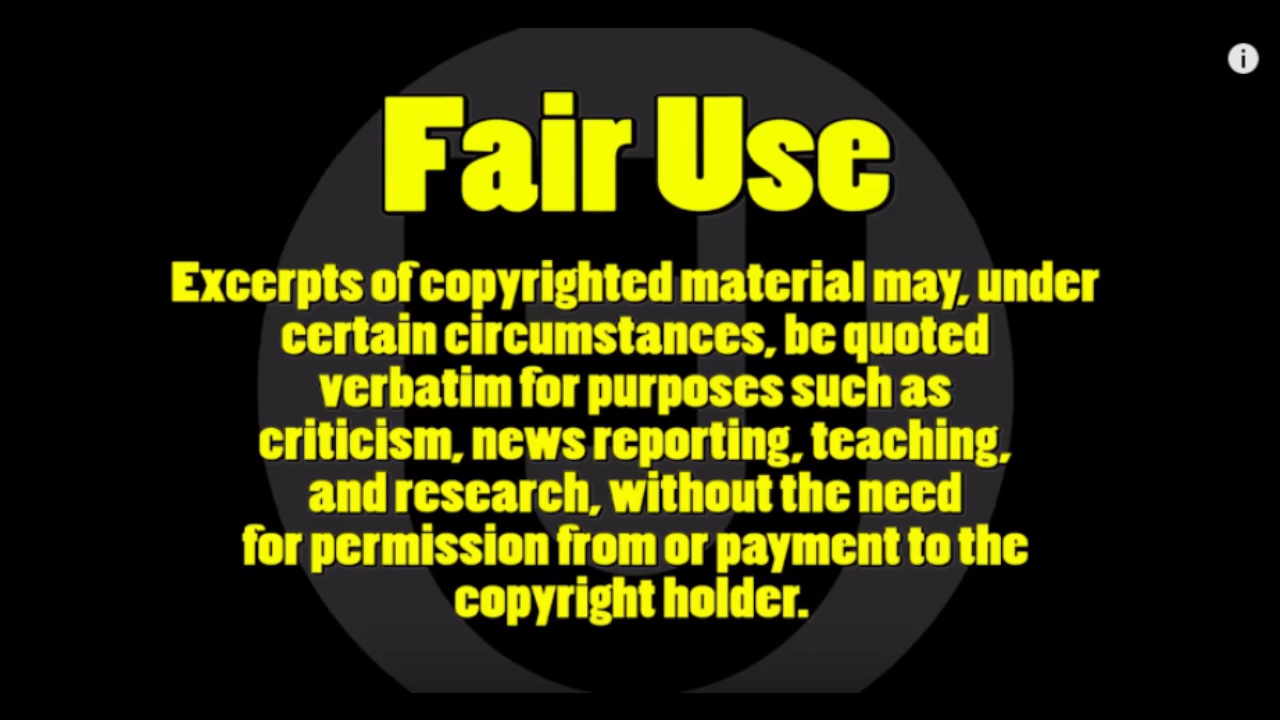 Fair Use
Excerpts of copyrighted material may, under
certain circumstances, be quoted
verbatim for purposes such as
criticism, news reporting, teaching,
and research, without the need
for permission from or payment to the
copyright holder.